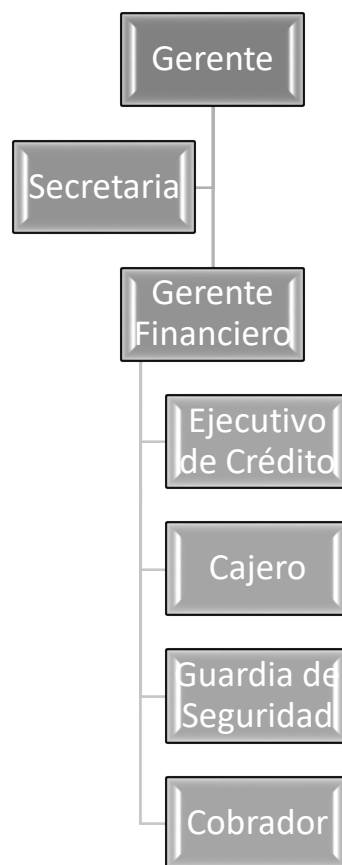 Gerente
Secretaria
Gerente
Financiero
Ejecutivo
de Crédito
Cajero
Guardia de
Seguridad
Cobrador